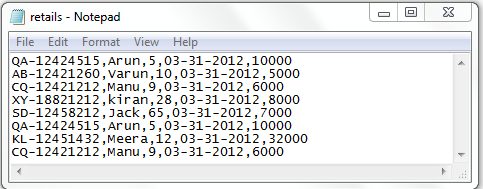 retails - Notepad
File Edit Format View Help
QA-12424515,Arun,5,03-31-2012,10000
AB-12421260,Varun,10,03-31-2012,5000
CQ-12421212,Manu,9,03-31-2012,6000
XY-18821212,kiran,28,03-31-2012,8000
SD-12458212,Jack,65,03-31-2012,7000
QA-12424515,Arun,5,03-31-2012,10000
KL-12451432,Meera,12,03-31-2012,32000
CQ-12421212,Manu,9,03-31-2012,6000